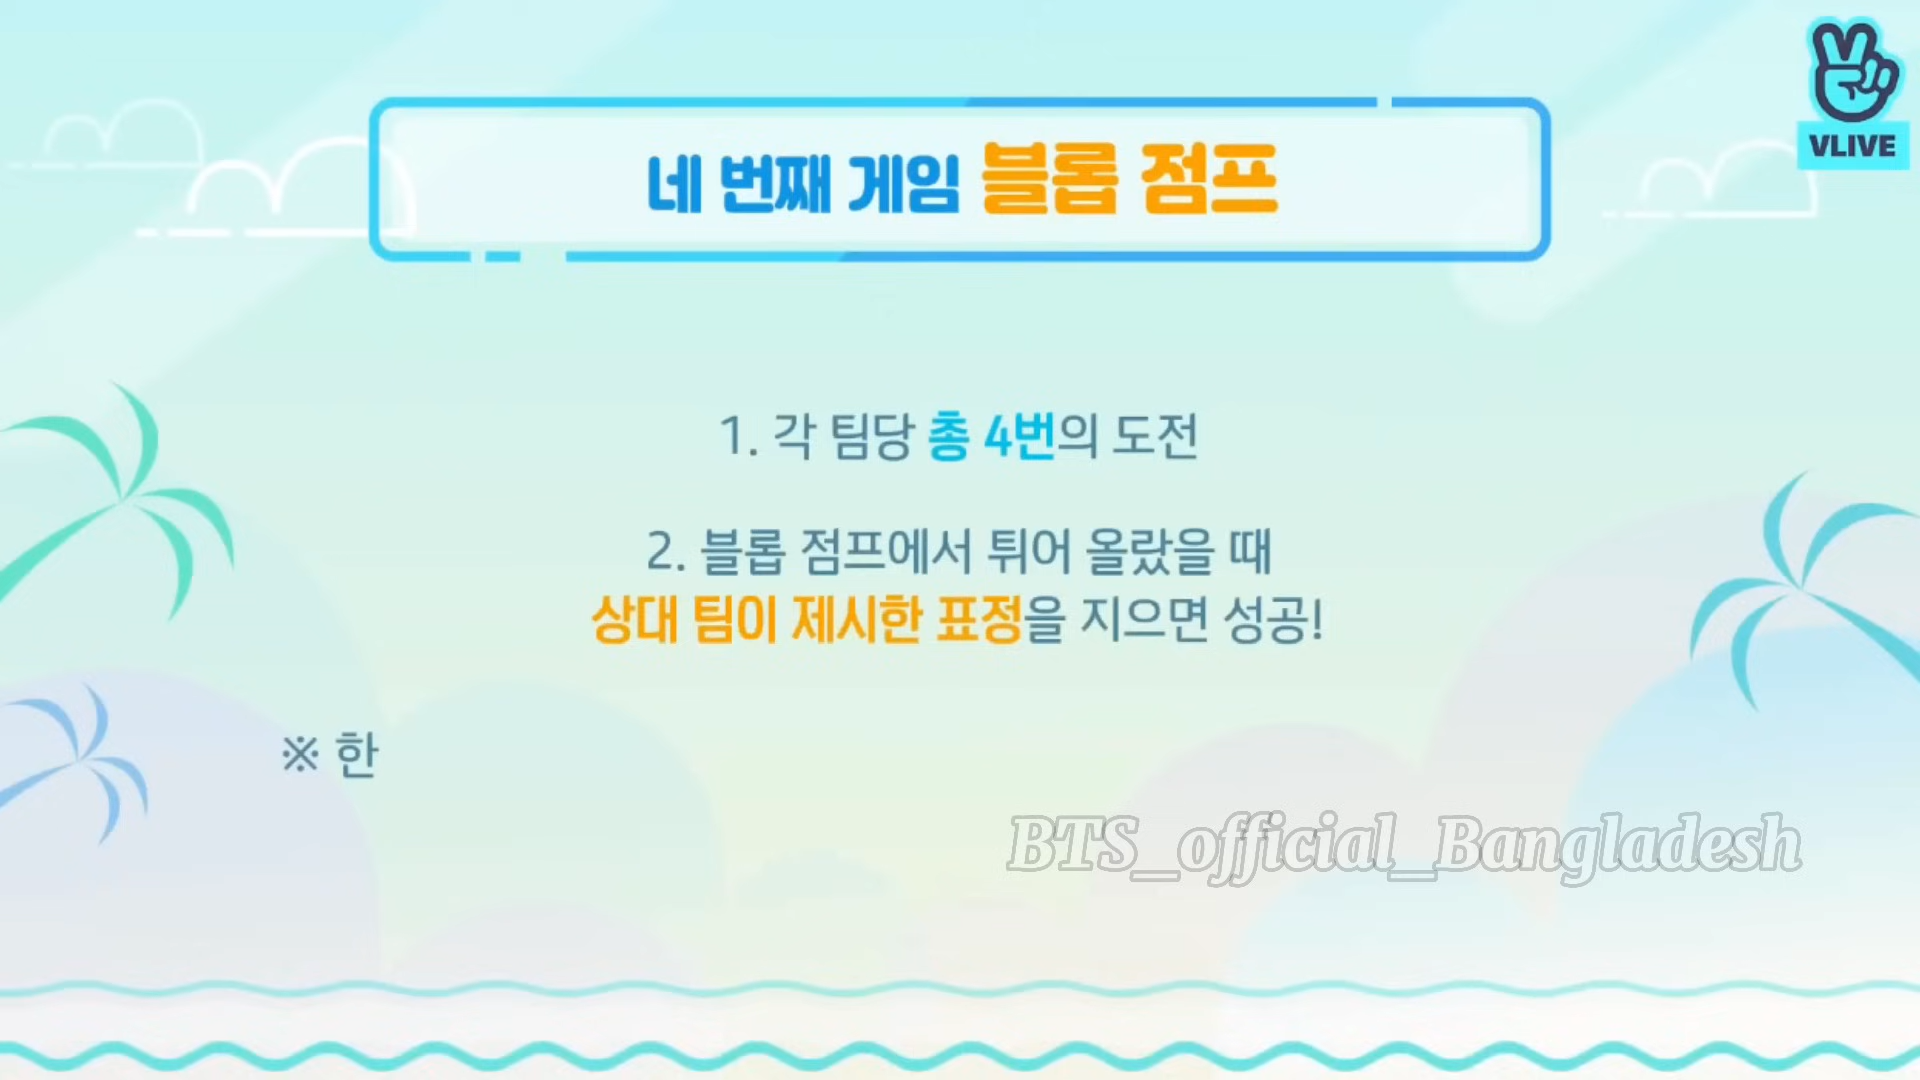 VLIVE
네 번째 게임 블롭 점프
1. 각 팀당 총 4번의 도전
2. 블롭 점프에서 튀어 올랐을 때
상대 팀이 제시한 표정을 지으면 성공!
※ 한
BTS_official_Bangladesh